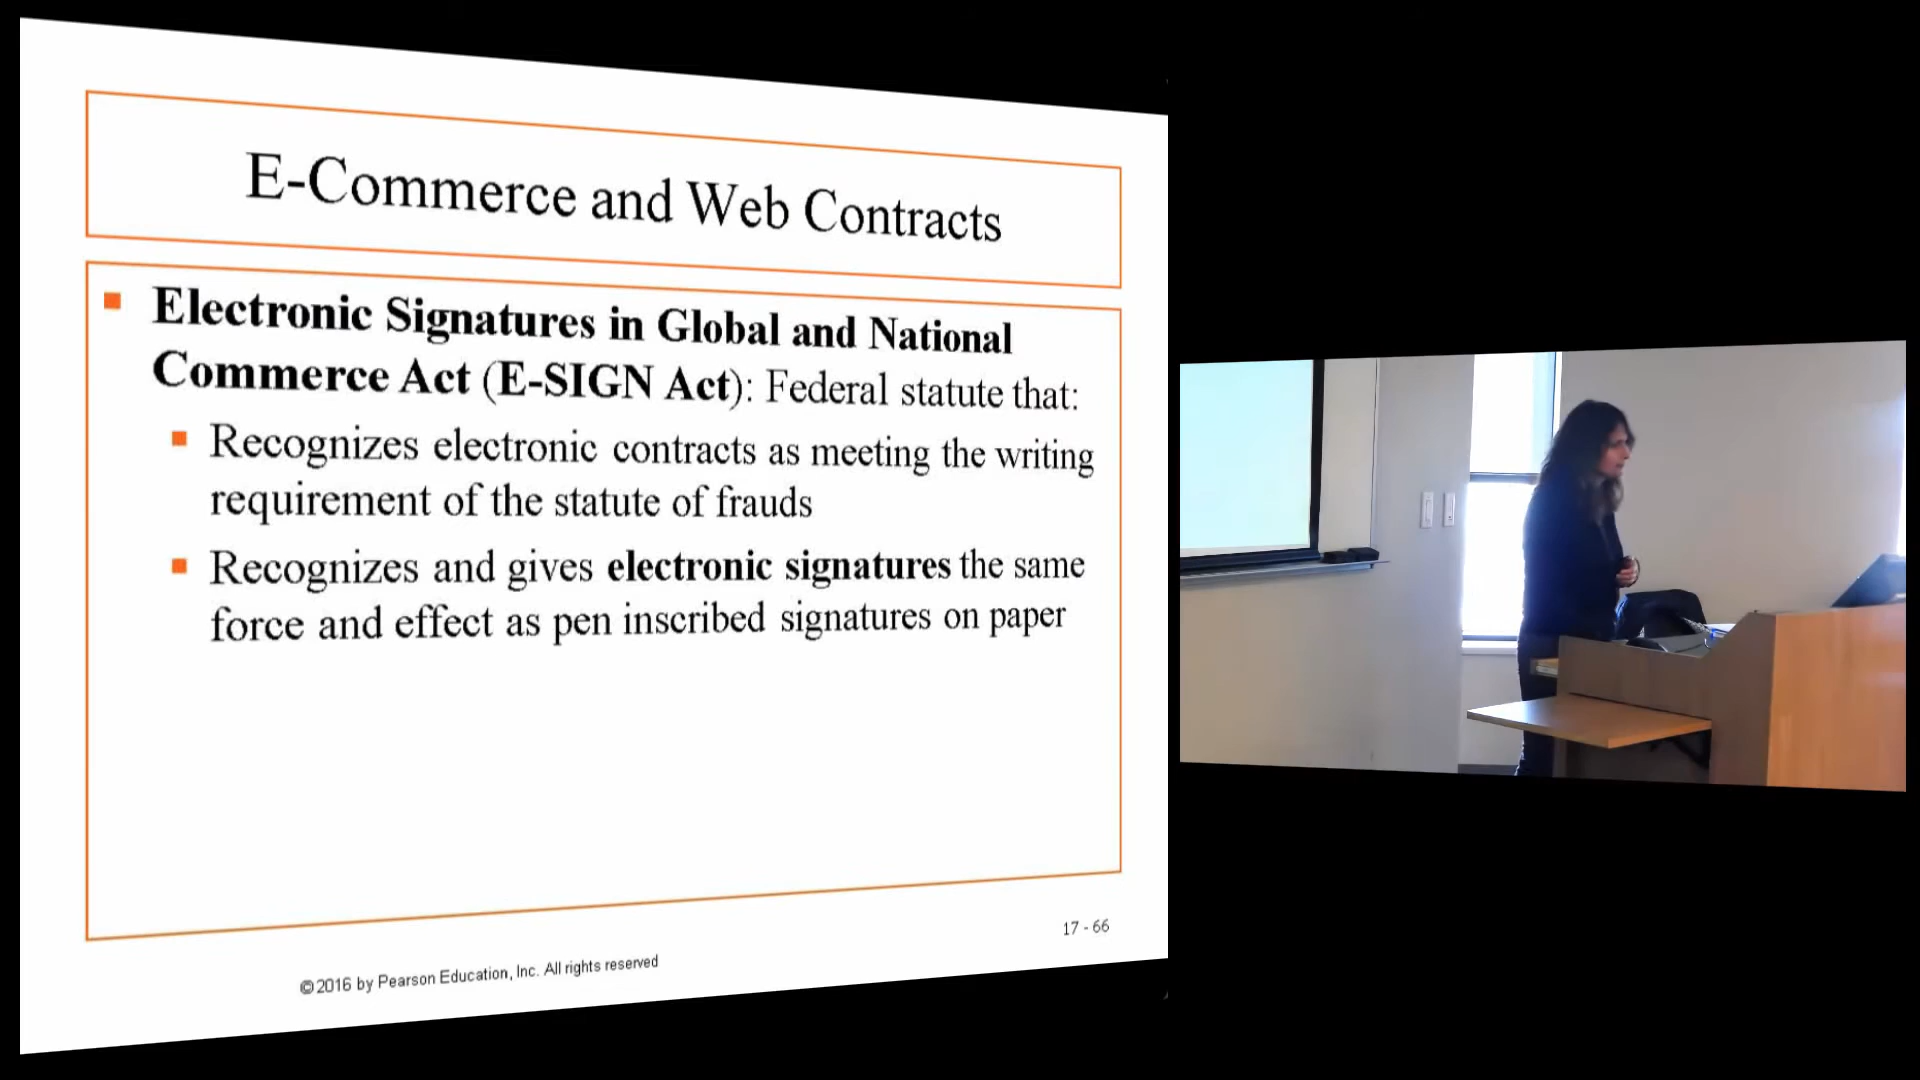 E-Commerce and Web Contracts
Electronic Signatures in Global and National
Commerce Act (E-SIGN Act): Federal statute that:
Recognizes electronic contracts as meeting the writing
requirement of the statute of frauds
Recognizes and gives electronic signatures the same
force and effect as pen inscribed signatures on paper
17 - 66
©2016 by Pearson Education, Inc. All rights reserved